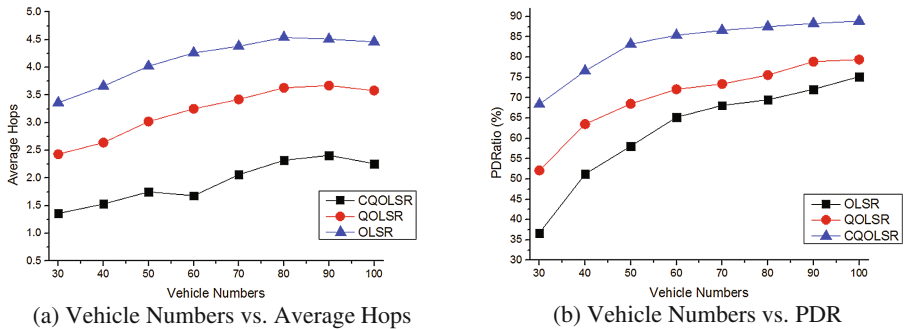 4.5
5.0
4.0
3.5
3.0
2.5
2.0
1.5
1.0
0.5
Average Hops
CQOLSR
QOLSR
OLSR
30 40 50 60 70 80 90 100
Vehicle Numbers
(a) Vehicle Numbers vs. Average Hops
90
85
80
75
70
65
60
55
50
45
40
35
30
PDRatio (%)
OLSR
QOLSR
CQOLSR
30 40 50 60 70 80 90 100
Vehicle Numbers
(b) Vehicle Numbers vs. PDR